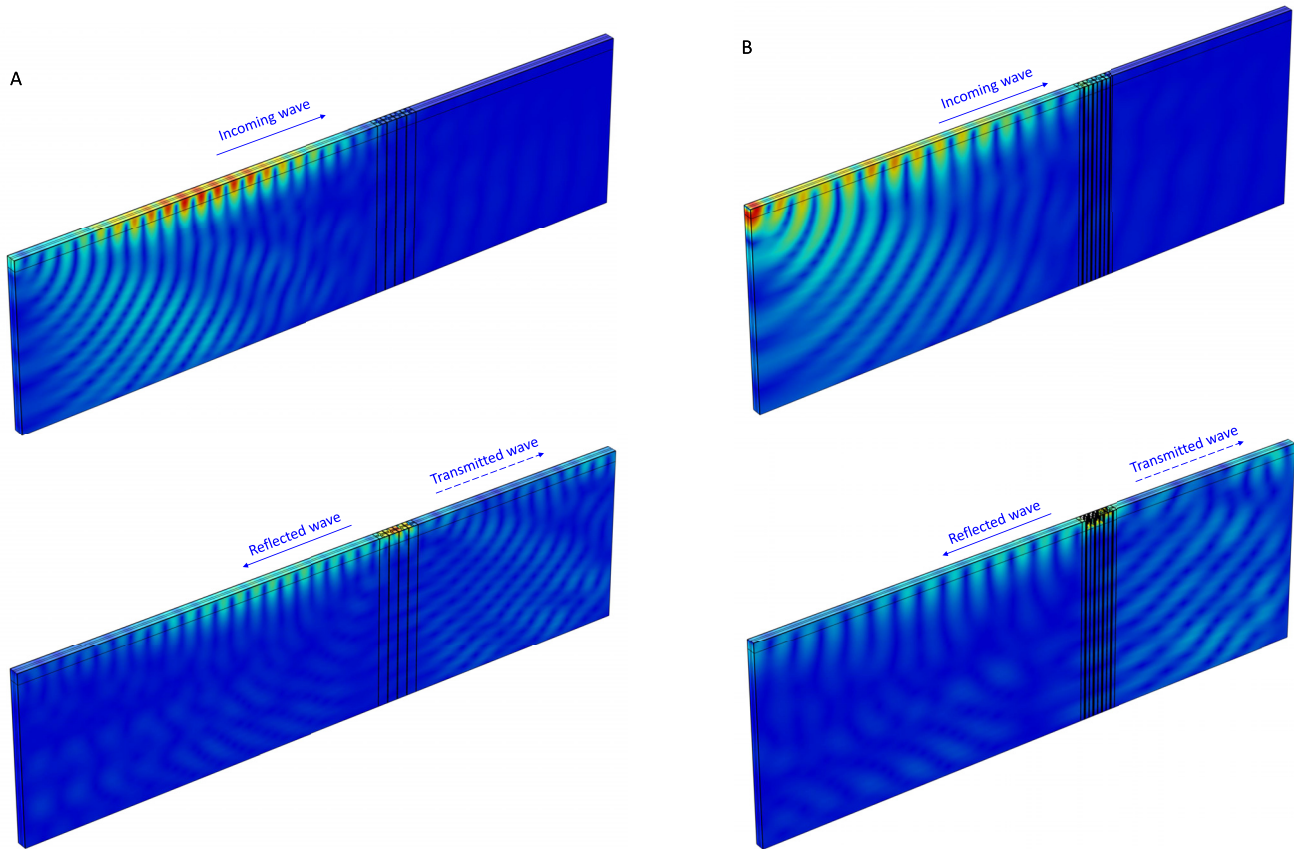 A
Incoming wave
B
Incoming wave
Reflected wave
Transmitted wave
Reflected wave
Transmitted wave